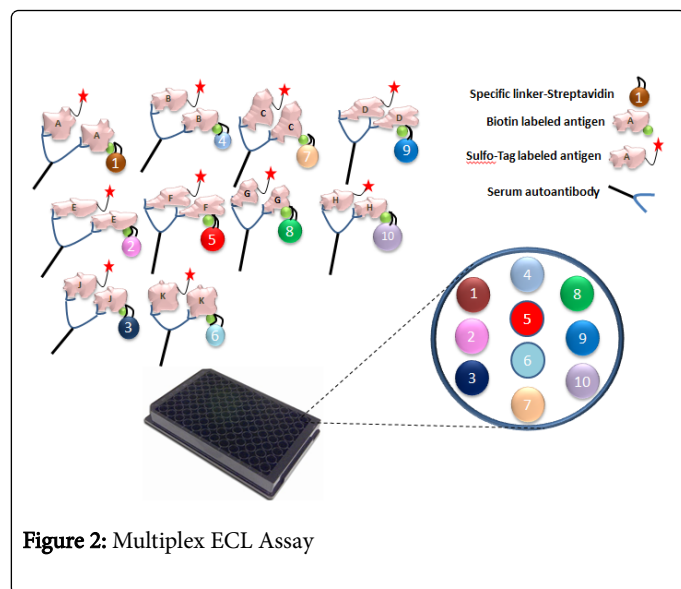 A A 1
B B 4
C C 7
D D 9
E E 2
F F 5
G G 8
H H 10
J J 3
K K 6
Specific linker-Streptavidin 1
Biotin labeled antigen A
Sulfo-Tag labeled antigen A
Serum autoantibody
1
2
3
4
5
6
7
8
9
10
Figure 2: Multiplex ECL Assay